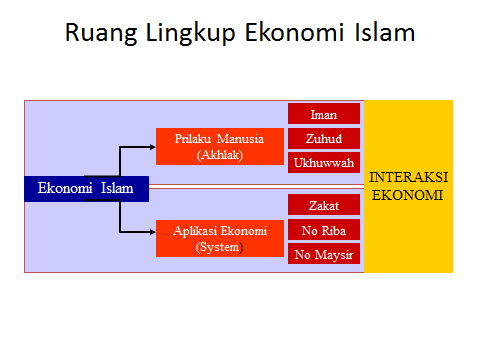 Ruang Lingkup Ekonomi Islam
Iman
Prilaku Manusia
(Akhlak)
Zuhud
Ukhuwwah
Ekonomi Islam
INTERAKSI
EKONOMI
Zakat
Aplikasi Ekonomi
(System)
No Riba
No Maysir